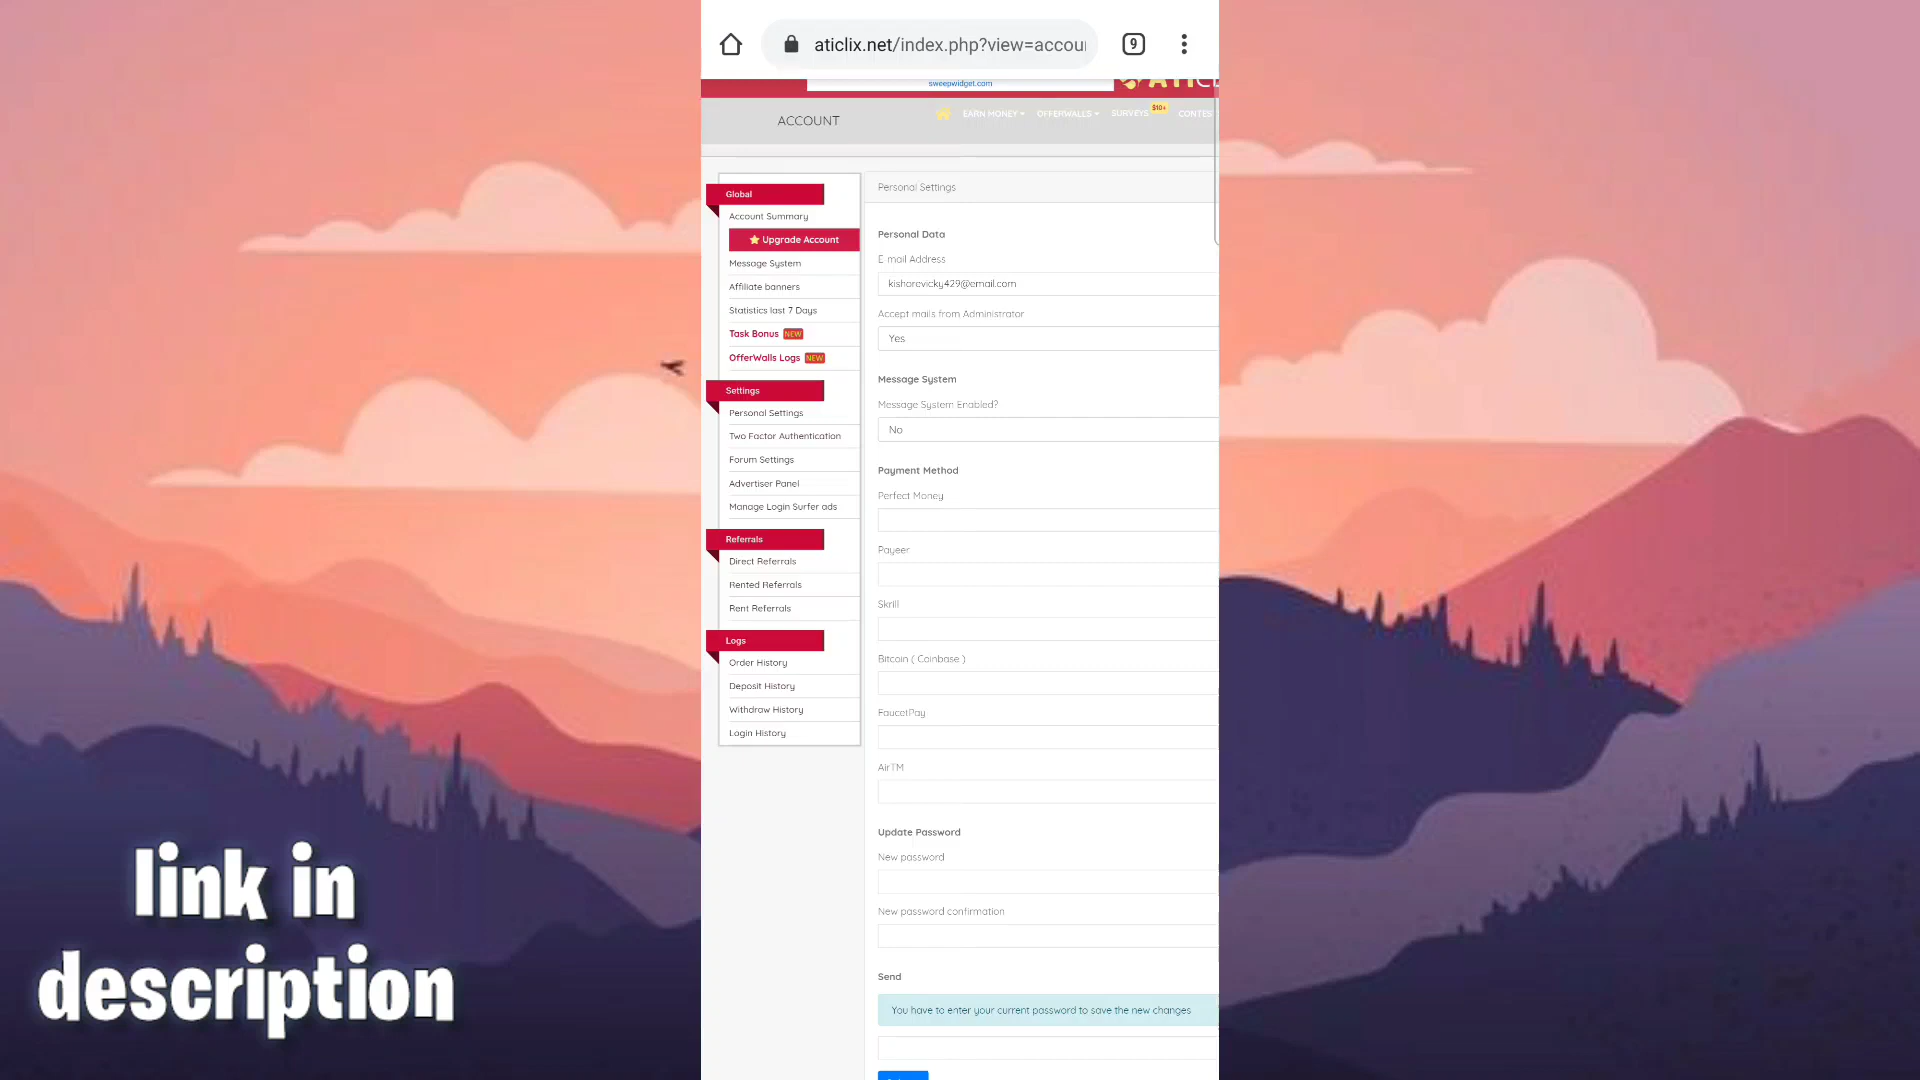 aticlix.net/index.php?view=accou
9
sweepwidget.com
ACCOUNT
EARN MONEY
OFFERWALLS
SURVEYS
$10+
CONTES
Global
Account Summary
Upgrade Account
Message System
Affiliate banners
Statistics last 7 Days
Task Bonus NEW
OfferWalls Logs NEW
Settings
Personal Settings
Two Factor Authentication
Forum Settings
Advertiser Panel
Manage Login Surfer ads
Referrals
Direct Referrals
Rented Referrals
Rent Referrals
Logs
Order History
Deposit History
Withdraw History
Login History
Personal Settings
Personal Data
E-mail Address
kishorevicky429@email.com
Accept mails from Administrator
Yes
Message System
Message System Enabled?
No
Payment Method
Perfect Money
Payeer
Skrill
Bitcoin ( Coinbase )
FaucetPay
AirTM
Update Password
New password
New password confirmation
Send
You have to enter your current password to save the new changes
link in
description